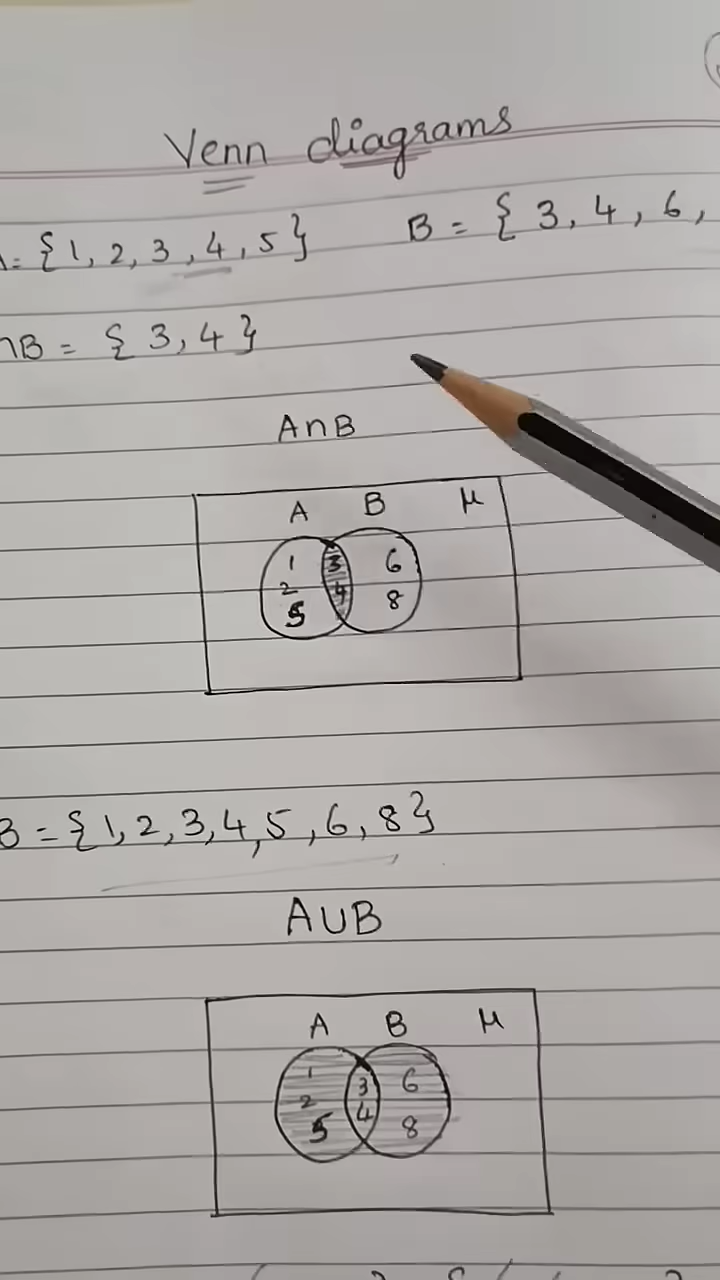 Venn diagrams
= {1, 2, 3, 4, 5} B = { 3, 4, 6,
∩B = { 3, 4 }
A∩B
A B μ
1 3 6
2 4 8
5
B = {1, 2, 3, 4, 5, 6, 8}
A∪B
A B μ
1 3 6
2 4 8
5